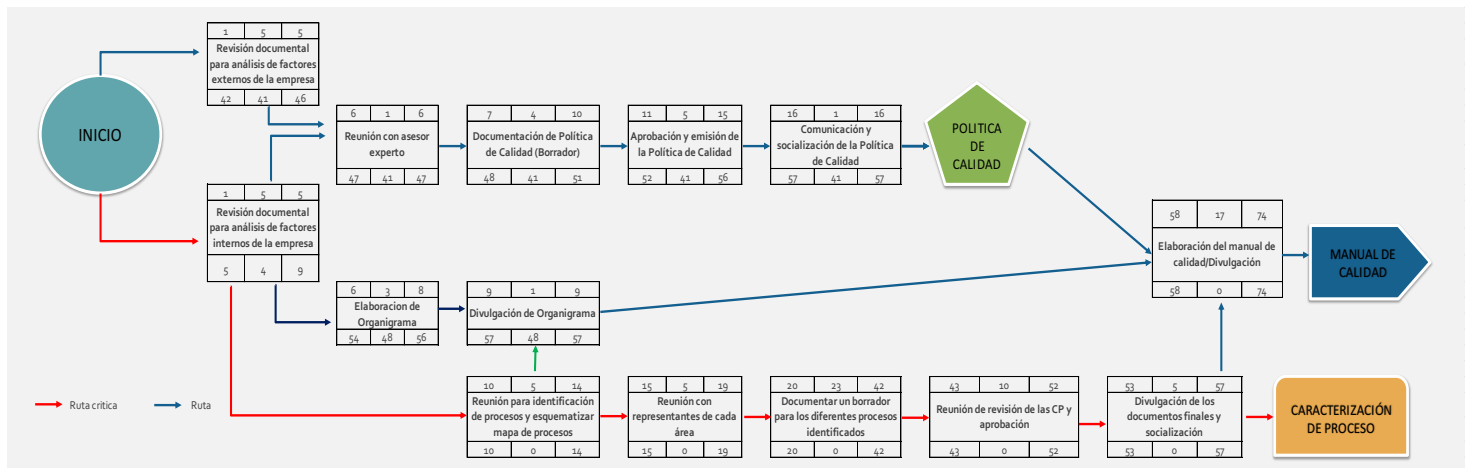 INICIO
1 5 5
Revisión documental
para análisis de factores
externos de la empresa
42 41 46
1 5 5
Revisión documental
para análisis de factores
internos de la empresa
5 4 9
6 1 6
Reunión con asesor
experto
47 41 47
7 4 10
Documentación de Política
de Calidad (Borrador)
48 41 51
11 5 15
Aprobación y emisión de
la Política de Calidad
52 41 56
16 1 16
Comunicación y
socialización de la Política
de Calidad
57 41 57
POLITICA
DE
CALIDAD
6 3 8
Elaboracion de
Organigrama
54 48 56
9 1 9
Divulgación de Organigrama
57 48 57
58 17 74
Elaboración del manual de
calidad/Divulgación
58 0 74
MANUAL DE
CALIDAD
10 5 14
Reunión para identificación
de procesos y esquematizar
mapa de procesos
10 0 14
15 5 19
Reunión con
representantes de cada
área
15 0 19
20 23 42
Documentar un borrador
para los diferentes procesos
identificados
20 0 42
43 10 52
Reunión de revisión de las CP y
aprobación
43 0 52
53 5 57
Divulgación de los
documentos finales y
socialización
53 0 57
CARACTERIZACIÓN
DE PROCESO
Ruta critica
Ruta